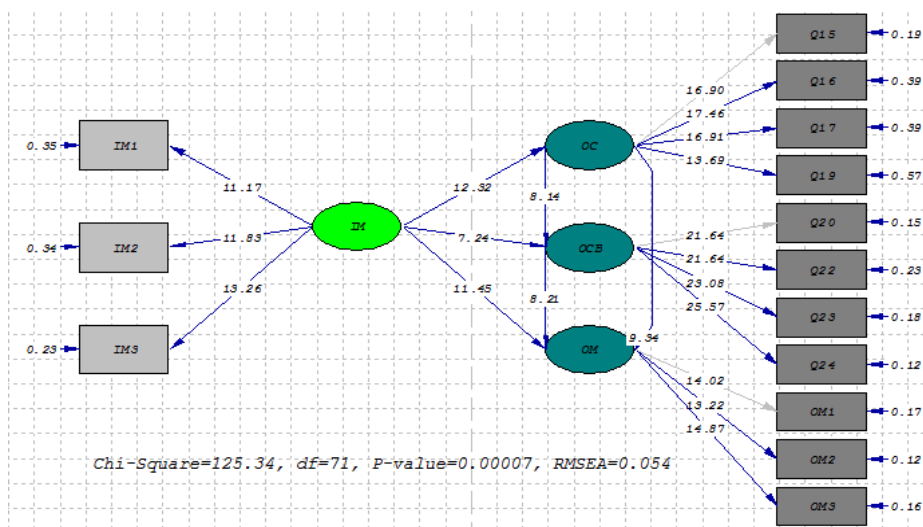 Q15
0.19
Q16
0.39
16.90
17.46
Q17
0.39
0.35
IM1
OC
16.91
13.69
Q19
0.57
11.17
12.32
8.14
Q20
0.15
IM
21.64
0.34
IM2
11.83
7.24
OCB
21.64
Q22
0.23
23.08
13.26
11.45
25.57
8.21
Q23
0.18
9.34
0.23
IM3
OM
Q24
0.12
14.02
OM1
0.17
13.22
14.87
OM2
0.12
Chi-Square=125.34, df=71, P-value=0.00007, RMSEA=0.054
OM3
0.16